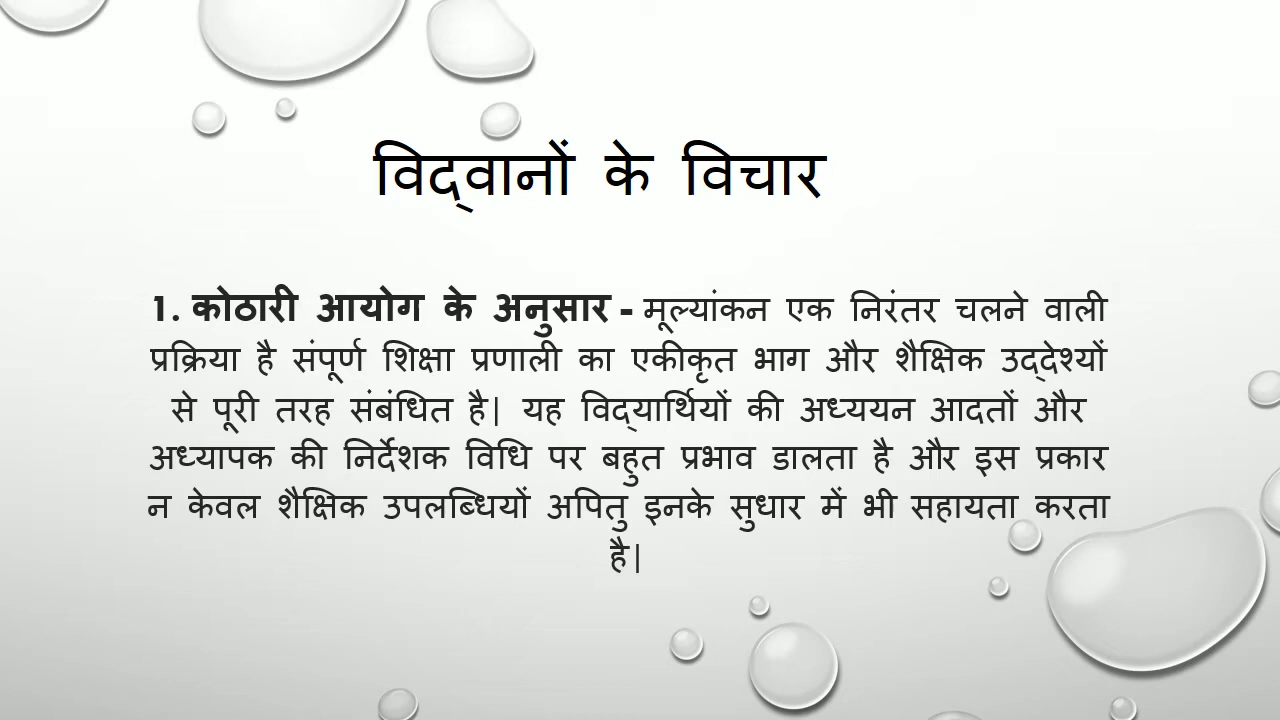 विद्वानों के विचार
1. कोठारी आयोग के अनुसार - मूल्यांकन एक निरंतर चलने वाली
प्रक्रिया है संपूर्ण शिक्षा प्रणाली का एकीकृत भाग और शैक्षिक उद्देश्यों
से पूरी तरह संबंधित है| यह विद्यार्थियों की अध्ययन आदतों और
अध्यापक की निर्देशक विधि पर बहुत प्रभाव डालता है और इस प्रकार
न केवल शैक्षिक उपलब्धियों अपितु इनके सुधार में भी सहायता करता
है|